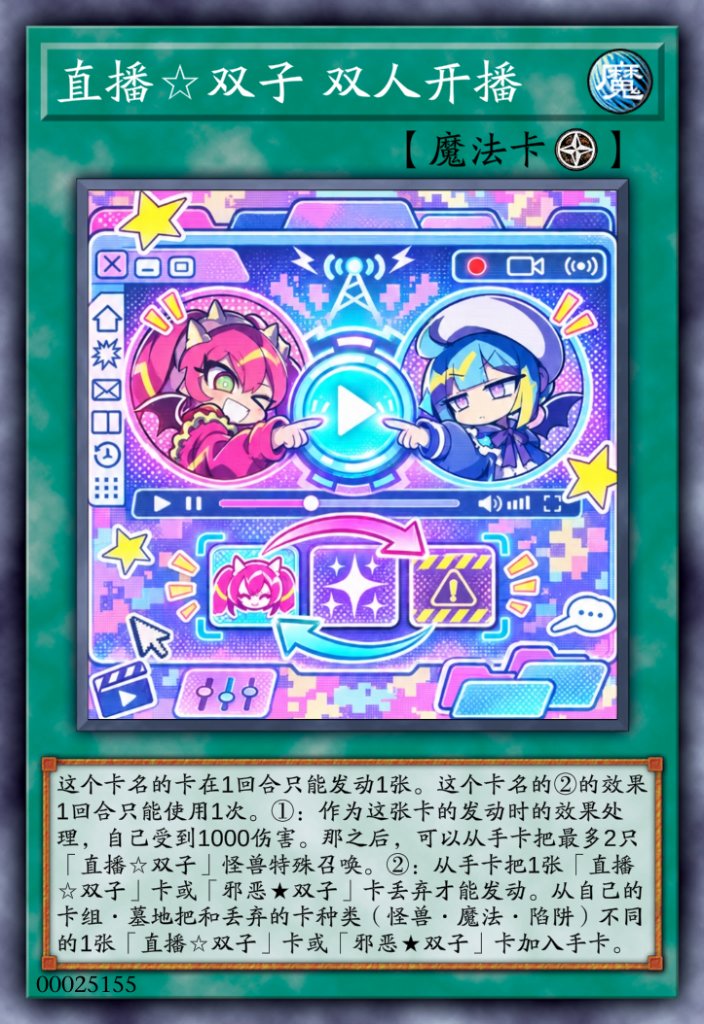 直播☆双子 双人开播
魔
【魔法卡】
这个卡名的卡在1回合只能发动1张。这个卡名的②的效果
1回合只能使用1次。①：作为这张卡的发动时的效果处
理，自己受到1000伤害。那之后，可以从手卡把最多2只
「直播☆双子」怪兽特殊召唤。②：从手卡把1张「直播
☆双子」卡或「邪恶★双子」卡丢弃才能发动。从自己的
卡组·墓地把和丢弃的卡种类（怪兽·魔法·陷阱）不同
的1张「直播☆双子」卡或「邪恶★双子」卡加入手卡。
00025155